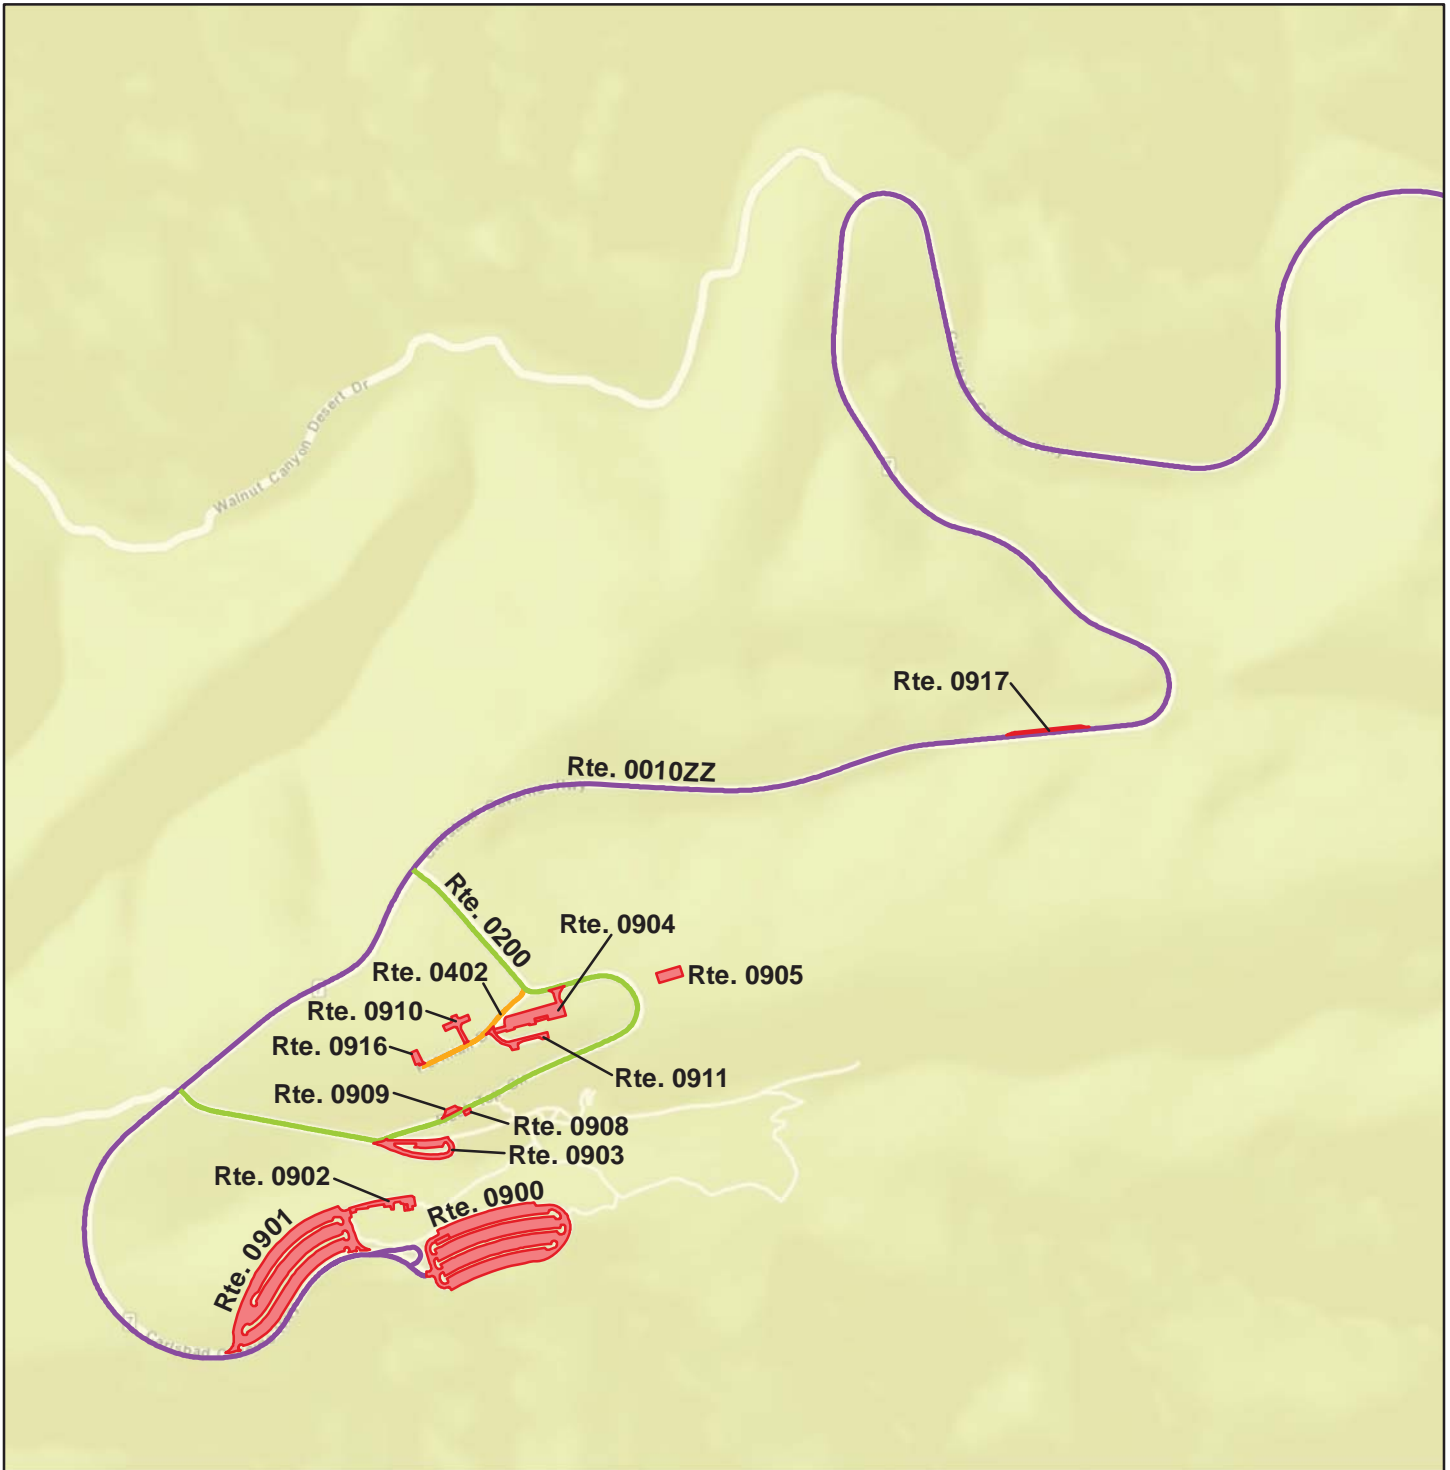 Walnut Canyon Desert Dr
Rte. 0917
Rte. 0010ZZ
Rte. 0200
Rte. 0904
Rte. 0402
Rte. 0905
Rte. 0910
Rte. 0916
Rte. 0911
Rte. 0909
Rte. 0908
Rte. 0903
Rte. 0902
Rte. 0900
Rte. 0901
Carlsbad